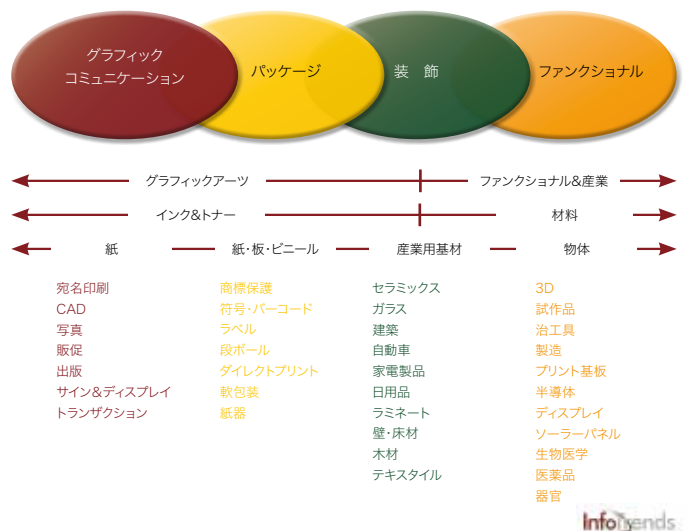 グラフィック
コミュニケーション
パッケージ
装 飾
ファンクショナル
グラフィックアーツ
ファンクショナル&産業
インク&トナー
材料
紙
紙・板・ビニール
産業用基材
物体
宛名印刷
CAD
写真
販促
出版
サイン&ディスプレイ
トランザクション
商標保護
符号・バーコード
ラベル
段ボール
ダイレクトプリント
軟包装
紙器
セラミックス
ガラス
建築
自動車
家電製品
日用品
ラミネート
壁・床材
木材
テキスタイル
3D
試作品
治工具
製造
プリント基板
半導体
ディスプレイ
ソーラーパネル
生物医学
医薬品
器官
InfoTrends